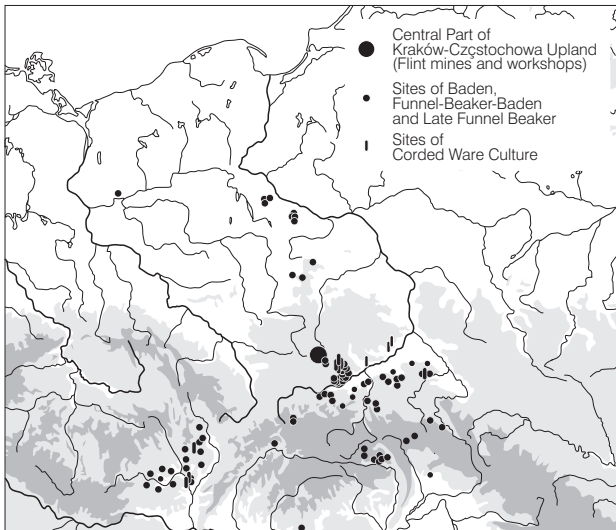 Central Part of
Kraków-Czçstochowa Upland
(Flint mines and workshops)
Sites of Baden,
Funnel-Beaker-Baden
and Late Funnel Beaker
Sites of
Corded Ware Culture